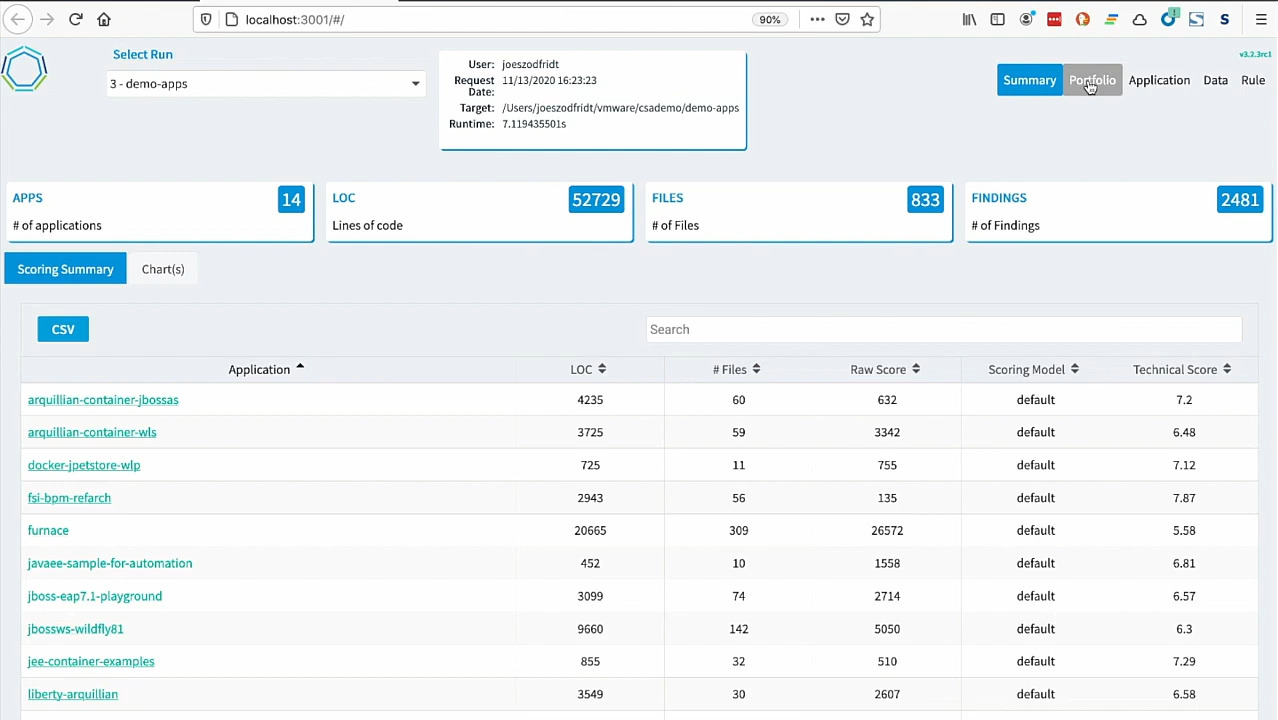 localhost:3001/#/
90%
S
v3.2.3rc1
Select Run
3 - demo-apps
User: joeszodfridt
Request Date: 11/13/2020 16:23:23
Target: /Users/joeszodfridt/vmware/csademo/demo-apps
Runtime: 7.119435501s
Summary Portfolio Application Data Rule
APPS 14
# of applications
LOC 52729
Lines of code
FILES 833
# of Files
FINDINGS 2481
# of Findings
Scoring Summary Chart(s)
CSV Search
Application LOC # Files Raw Score Scoring Model Technical Score
arquillian-container-jbossas 4235 60 632 default 7.2
arquillian-container-wls 3725 59 3342 default 6.48
docker-jpetstore-wlp 725 11 755 default 7.12
fsi-bpm-refarch 2943 56 135 default 7.87
furnace 20665 309 26572 default 5.58
javaee-sample-for-automation 452 10 1558 default 6.81
jboss-eap7.1-playground 3099 74 2714 default 6.57
jbossws-wildfly81 9660 142 5050 default 6.3
jee-container-examples 855 32 510 default 7.29
liberty-arquillian 3549 30 2607 default 6.58